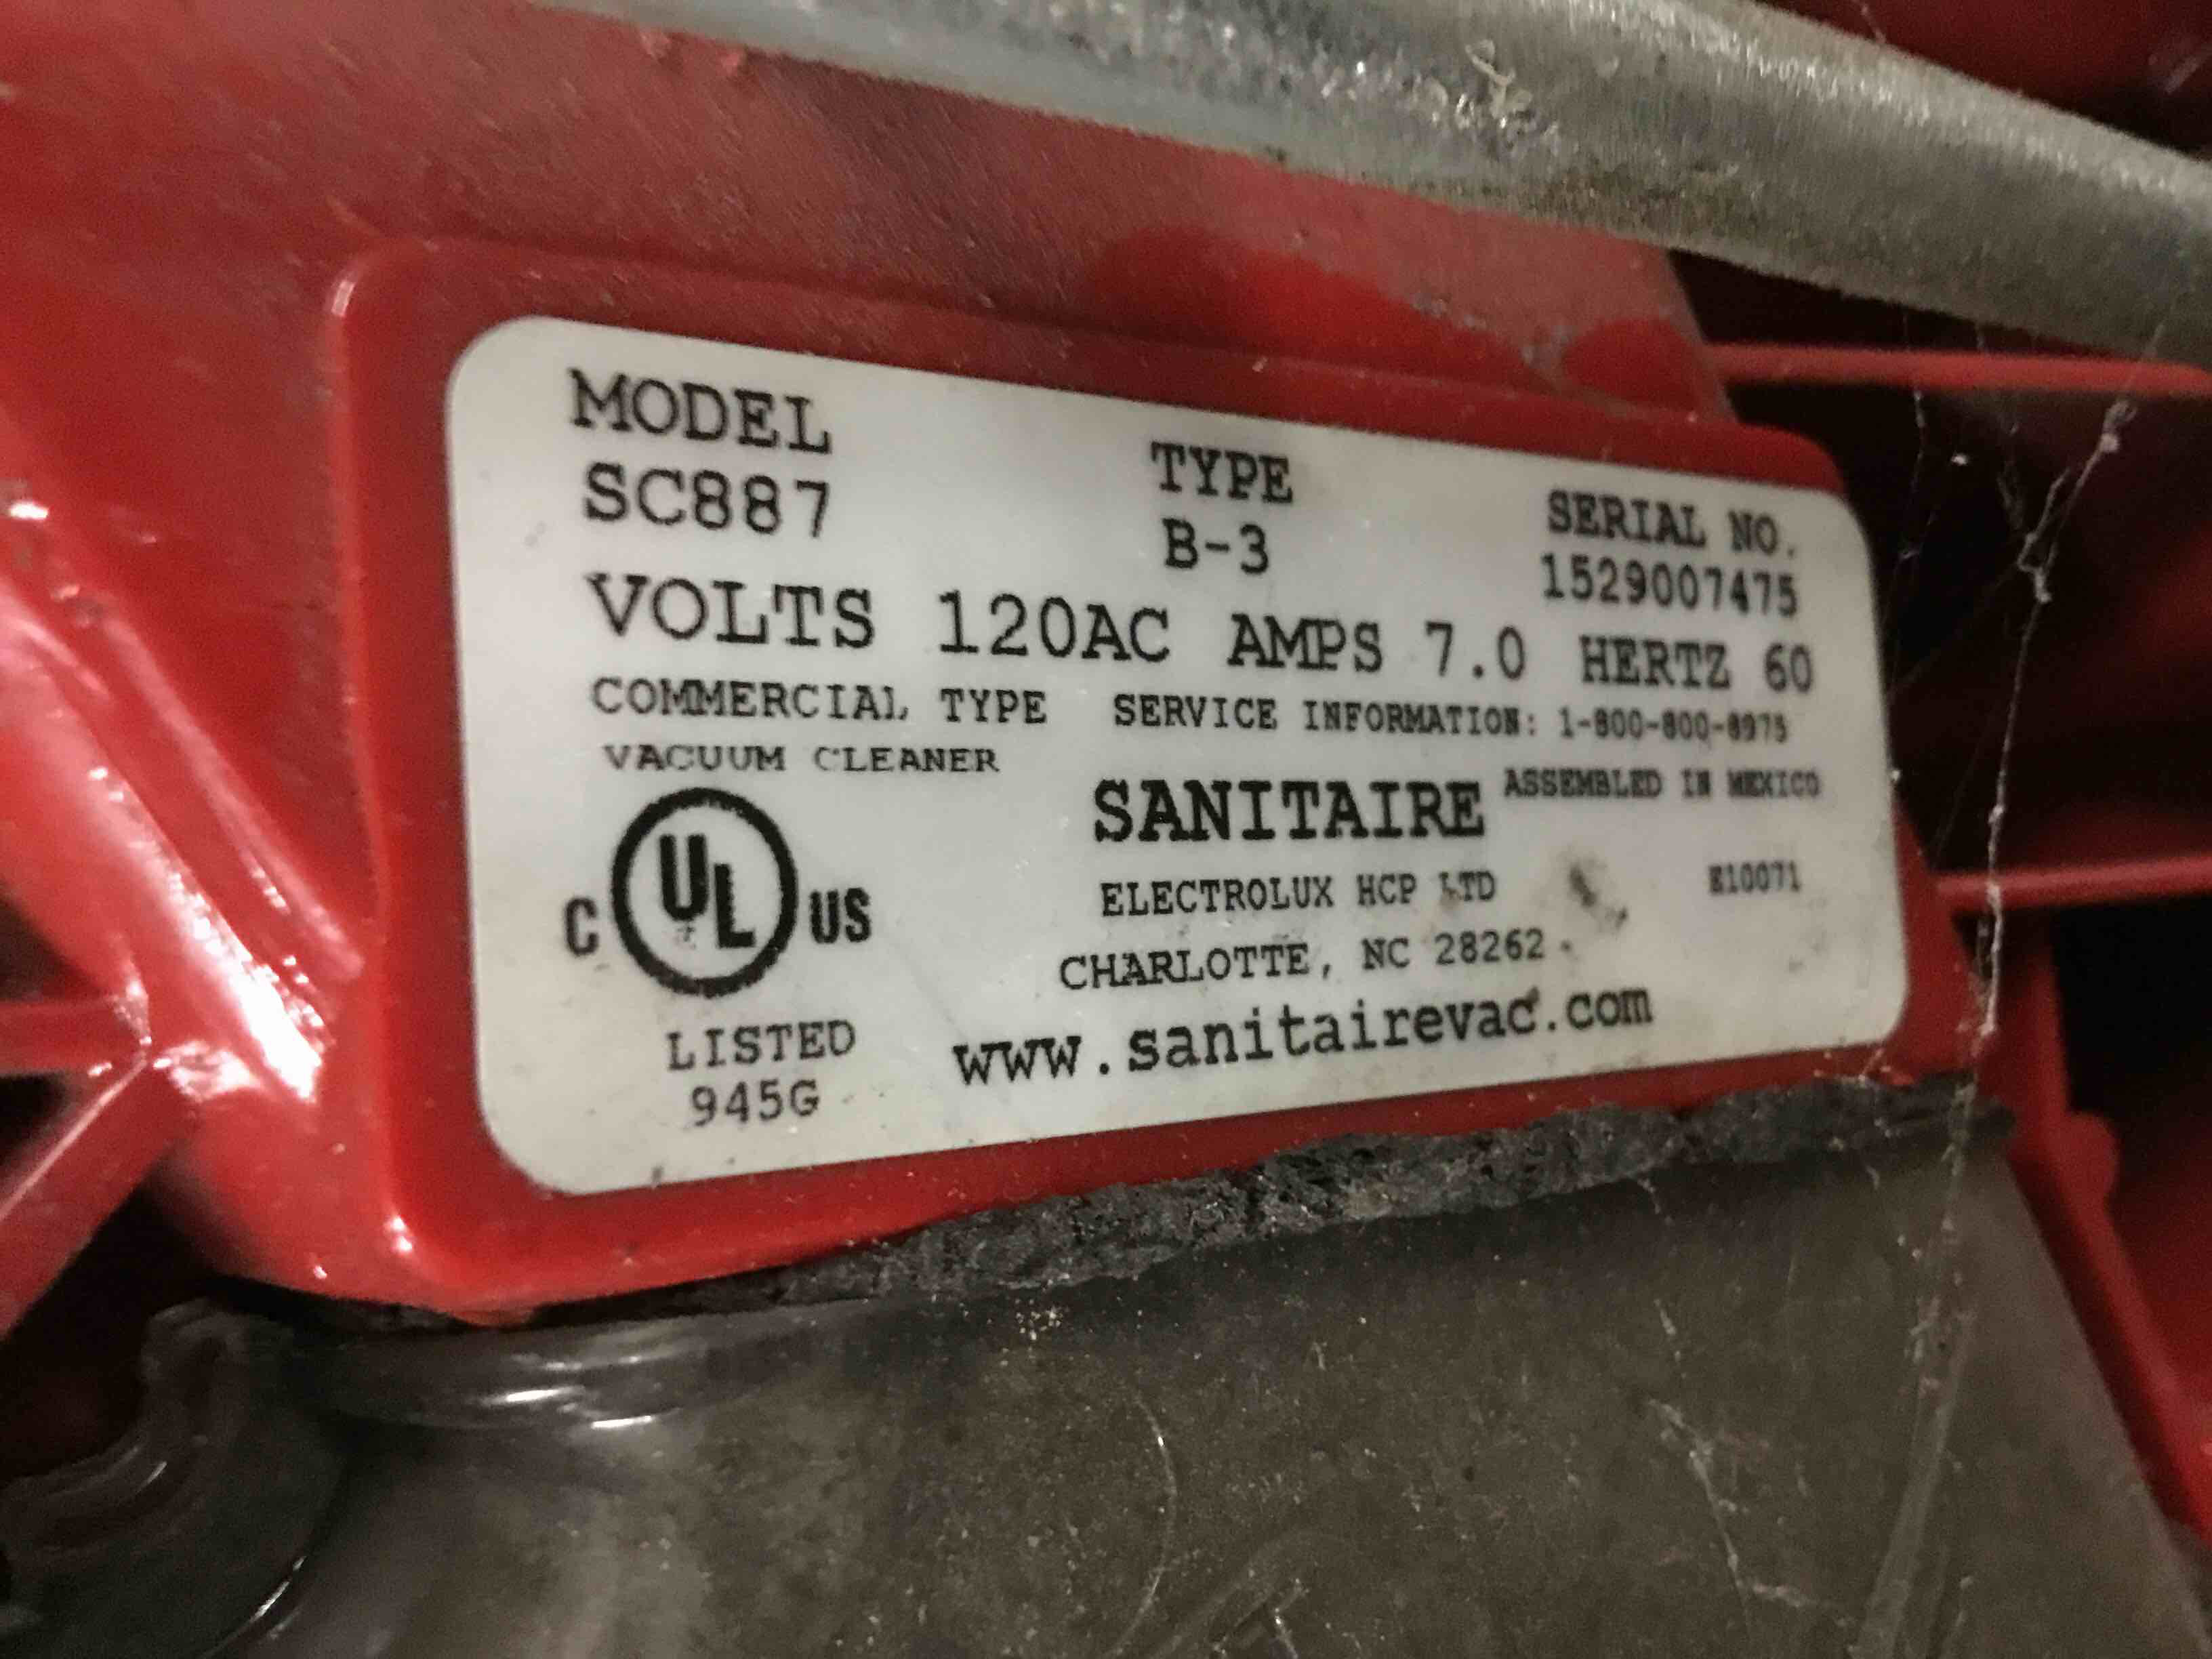 MODEL
SC887
TYPE
B-3
SERIAL NO.
1529007475
VOLTS 120AC AMPS 7.0 HERTZ 60
COMMERCIAL TYPE
VACUUM CLEANER
SERVICE INFORMATION: 1-800-800-8975
SANITAIRE
ASSEMBLED IN MEXICO
ELECTROLUX HCP LTD
E10071
CHARLOTTE, NC 28262
www.sanitairevac.com
C UL US
LISTED
945G